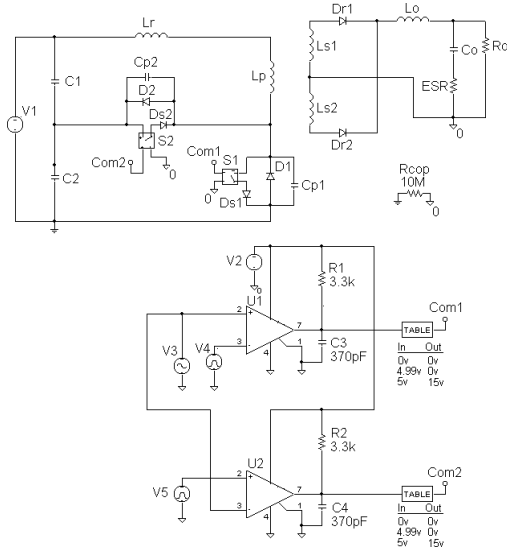 Lr
Dr1
Lo
Cp2
D2
Ds2
S2
Com2
0
C1
V1
C2
Lp
Ls1
Ls2
Dr2
Co
ESR
Ro
0
Com1
S1
D1
0
Ds1
Cp1
Rcop
10M
0
V2
0
R1
3.3k
U1
2
+
3
-
7
4
1
V3
V4
C3
370pF
TABLE
Com1
In Out
0v 0v
4.99v 0v
5v 15v
R2
3.3k
U2
2
+
3
-
7
4
1
V5
C4
370pF
TABLE
Com2
In Out
0v 0v
4.99v 0v
5v 15v